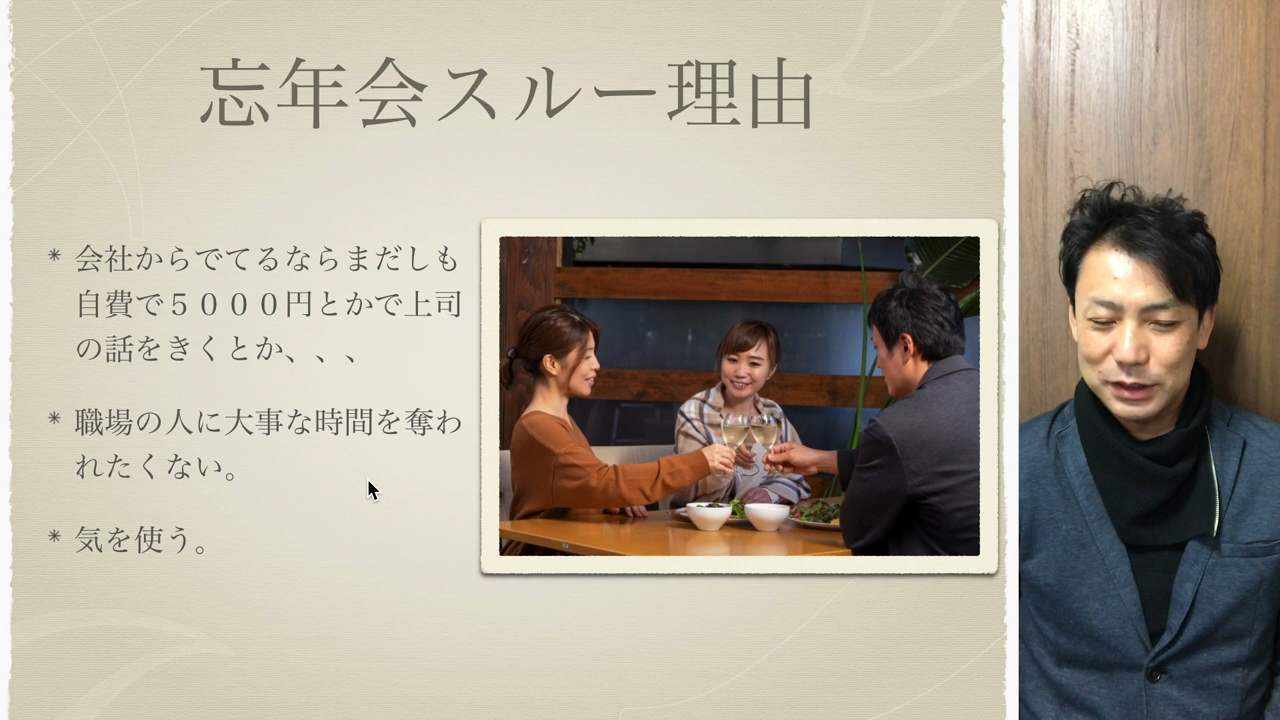 忘年会スルー理由
* 会社からでてるならまだしも
自費で５０００円とかで上司
の話をきくとか、、、
* 職場の人に大事な時間を奪わ
れたくない。
* 気を使う。